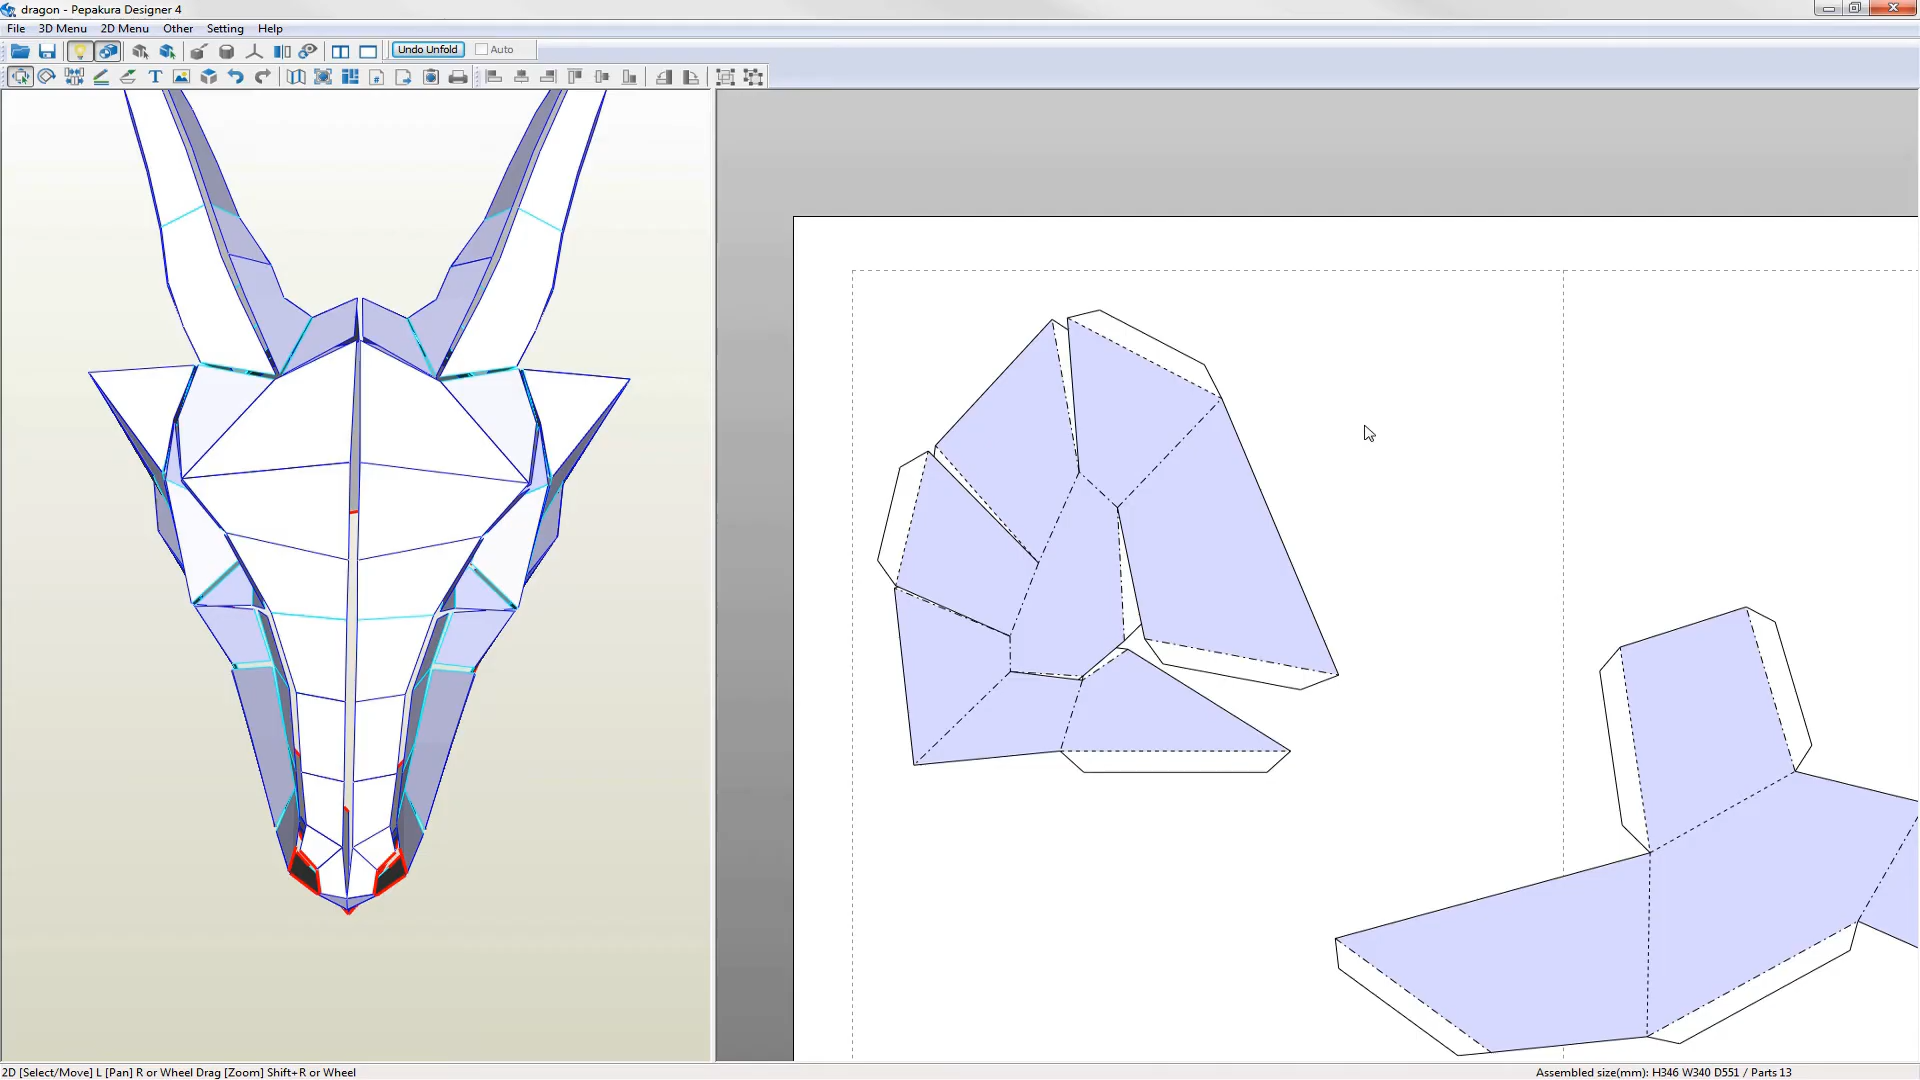 dragon - Pepakura Designer 4
File 3D Menu 2D Menu Other Setting Help
Undo Unfold Auto
2D [Select/Move] L [Pan] R or Wheel Drag [Zoom] Shift+R or Wheel
Assembled size(mm): H346 W340 D551 / Parts 13